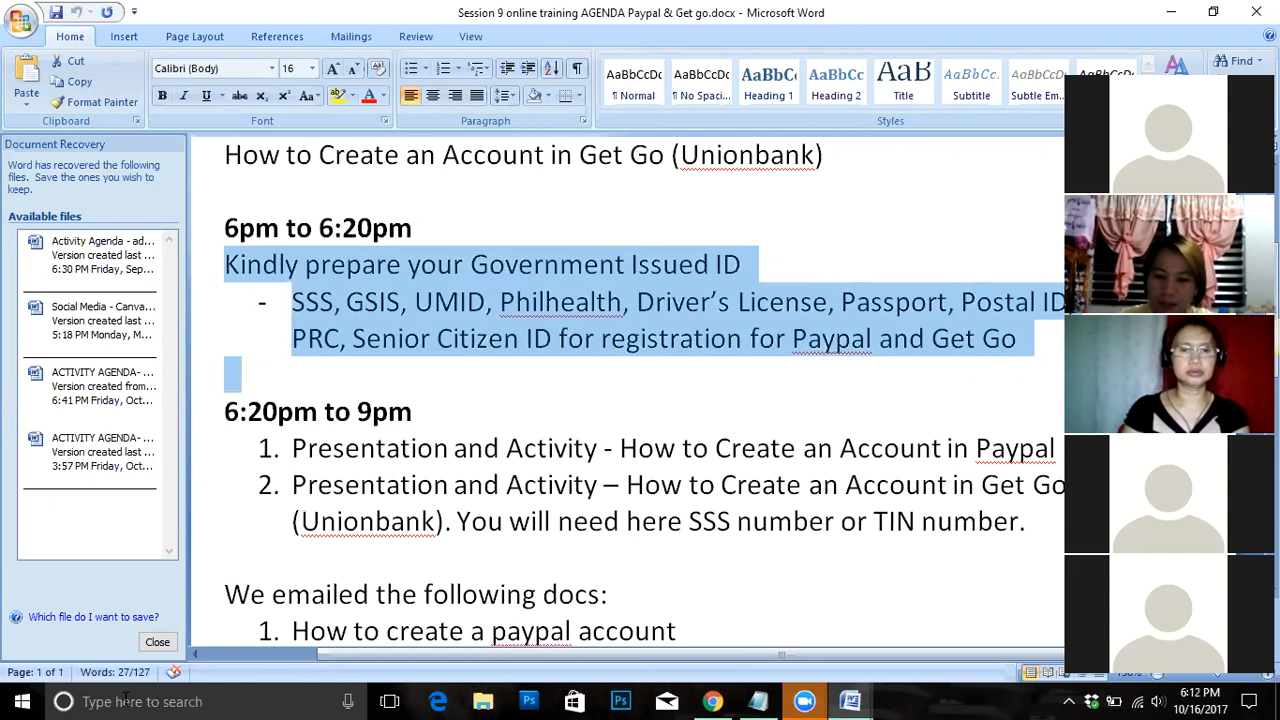 Session 9 online training AGENDA Paypal & Get go.docx - Microsoft Word
Home Insert Page Layout References Mailings Review View
Paste
Cut
Copy
Format Painter
Clipboard
Calibri (Body) 16
Font
Paragraph
AaBbCcDc AaBbCcDc AaBbC AaBbCc AaB AaBbCc. AaBbCcDc AaBbCcDc
¶ Normal ¶ No Spaci... Heading 1 Heading 2 Title Subtitle Subtle Em...
Styles
Find
Document Recovery
Word has recovered the following
files. Save the ones you wish to
keep.
Available files
Activity Agenda - ad...
Version created last ...
6:30 PM Friday, Sep...
Social Media - Canva...
Version created last ...
5:18 PM Monday, M...
ACTIVITY AGENDA- ...
Version created from...
6:41 PM Friday, Oct...
ACTIVITY AGENDA- ...
Version created last ...
3:57 PM Friday, Oct...
Which file do I want to save?
Close
How to Create an Account in Get Go (Unionbank)
6pm to 6:20pm
Kindly prepare your Government Issued ID
- SSS, GSIS, UMID, Philhealth, Driver's License, Passport, Postal ID
PRC, Senior Citizen ID for registration for Paypal and Get Go
6:20pm to 9pm
1. Presentation and Activity - How to Create an Account in Paypal
2. Presentation and Activity – How to Create an Account in Get Go
(Unionbank). You will need here SSS number or TIN number.
We emailed the following docs:
1. How to create a paypal account
Page: 1 of 1 Words: 27/127
Type here to search
6:12 PM
10/16/2017